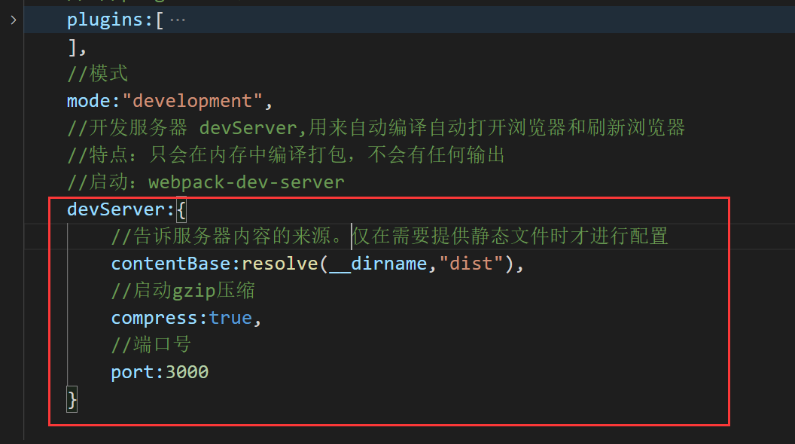 plugins:[ ···
],
//模式
mode:"development",
//开发服务器 devServer,用来自动编译自动打开浏览器和刷新浏览器
//特点: 只会在内存中编译打包，不会有任何输出
//启动: webpack-dev-server
devServer:{
//告诉服务器内容的来源。仅在需要提供静态文件时才进行配置
contentBase:resolve(__dirname,"dist"),
//启动gzip压缩
compress:true,
//端口号
port:3000
}